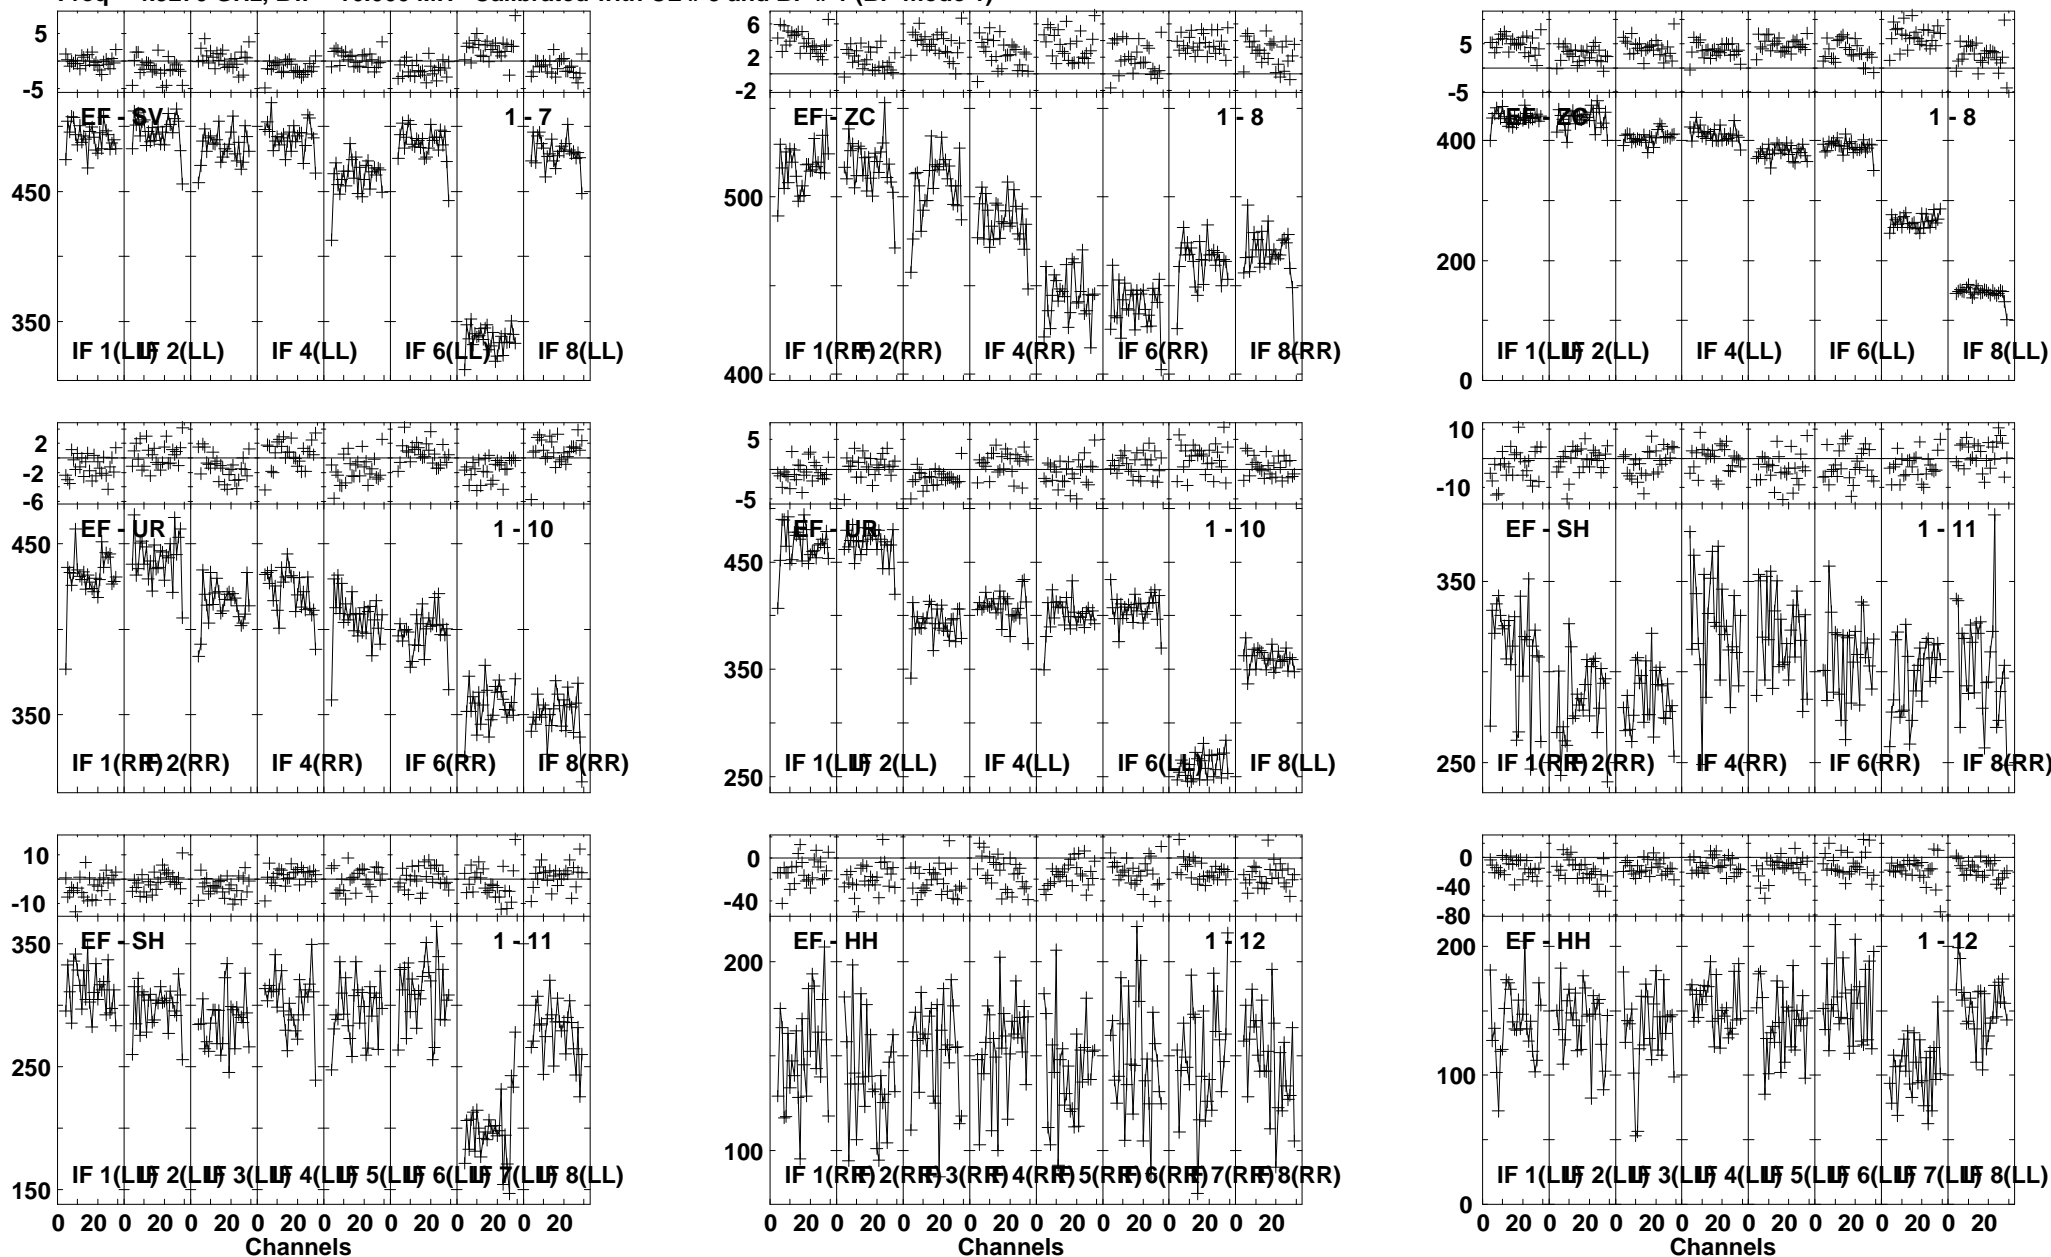 5
-5
EF - SV
1 - 7
450
350
IF 1(LL) IF 2(LL) IF 4(LL) IF 6(LL) IF 8(LL)
6
2
-2
EF - ZC
1 - 8
500
400
IF 1(RR) IF 2(RR) IF 4(RR) IF 6(RR) IF 8(RR)
5
-5
EF - ZC
1 - 8
400
200
0
IF 1(LL) IF 2(LL) IF 4(LL) IF 6(LL) IF 8(LL)
2
-2
-6
EF - UR
1 - 10
450
350
IF 1(RR) IF 2(RR) IF 4(RR) IF 6(RR) IF 8(RR)
5
-5
EF - UR
1 - 10
450
350
250
IF 1(LL) IF 2(LL) IF 4(LL) IF 6(LL) IF 8(LL)
10
-10
EF - SH
1 - 11
350
250
IF 1(RR) IF 2(RR) IF 4(RR) IF 6(RR) IF 8(RR)
10
-10
EF - SH
1 - 11
350
250
150
IF 1(LL) IF 2(LL) IF 3(LL) IF 4(LL) IF 5(LL) IF 6(LL) IF 7(LL) IF 8(LL)
0 20 0 20 0 20 0 20 0 20 0 20 0 20 0 20
Channels
0
-40
EF - HH
1 - 12
200
100
IF 1(RR) IF 2(RR) IF 3(RR) IF 4(RR) IF 5(RR) IF 6(RR) IF 7(RR) IF 8(RR)
0 20 0 20 0 20 0 20 0 20 0 20 0 20 0 20
Channels
0
-40
-80
EF - HH
1 - 12
200
100
0
IF 1(LL) IF 2(LL) IF 3(LL) IF 4(LL) IF 5(LL) IF 6(LL) IF 7(LL) IF 8(LL)
0 20 0 20 0 20 0 20 0 20 0 20 0 20 0 20
Channels